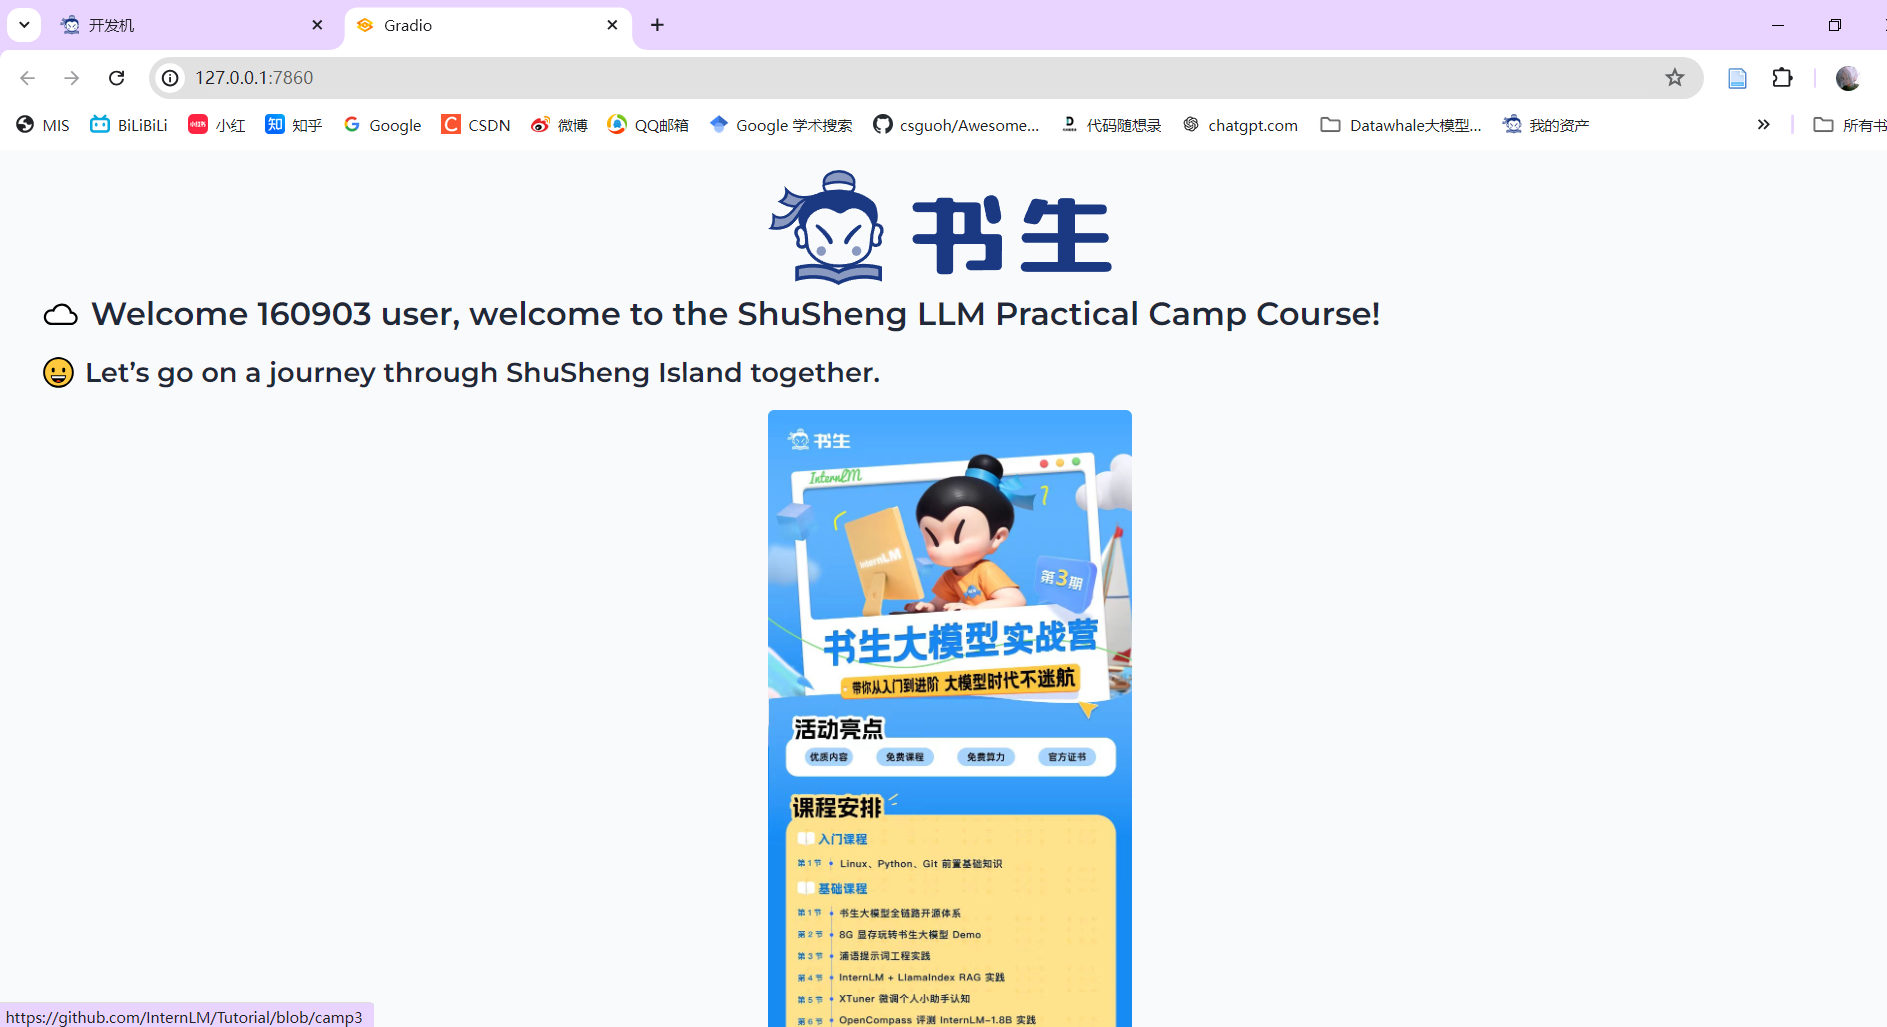 开发机
Gradio
127.0.0.1:7860
MIS
BiLiBiLi
小红
知乎
Google
CSDN
微博
QQ邮箱
Google 学术搜索
csguoh/Awesome...
代码随想录
chatgpt.com
Datawhale大模型...
我的资产
所有书
书生
Welcome 160903 user, welcome to the ShuSheng LLM Practical Camp Course!
Let’s go on a journey through ShuSheng Island together.
书生
InternLM
InternLM
第3期
书生大模型实战营
带你从入门到进阶 大模型时代不迷航
活动亮点
优质内容 免费课程 免费算力 官方证书
课程安排
入门课程
第1节 Linux、Python、Git 前置基础知识
基础课程
第1节 书生大模型全链路开源体系
第2节 8G 显存玩转书生大模型 Demo
第3节 浦语提示词工程实践
第4节 InternLM + LlamaIndex RAG 实践
第5节 XTuner 微调个人小助手认知
第6节 OpenCompass 评测 InternLM-1.8B 实践
https://github.com/InternLM/Tutorial/blob/camp3